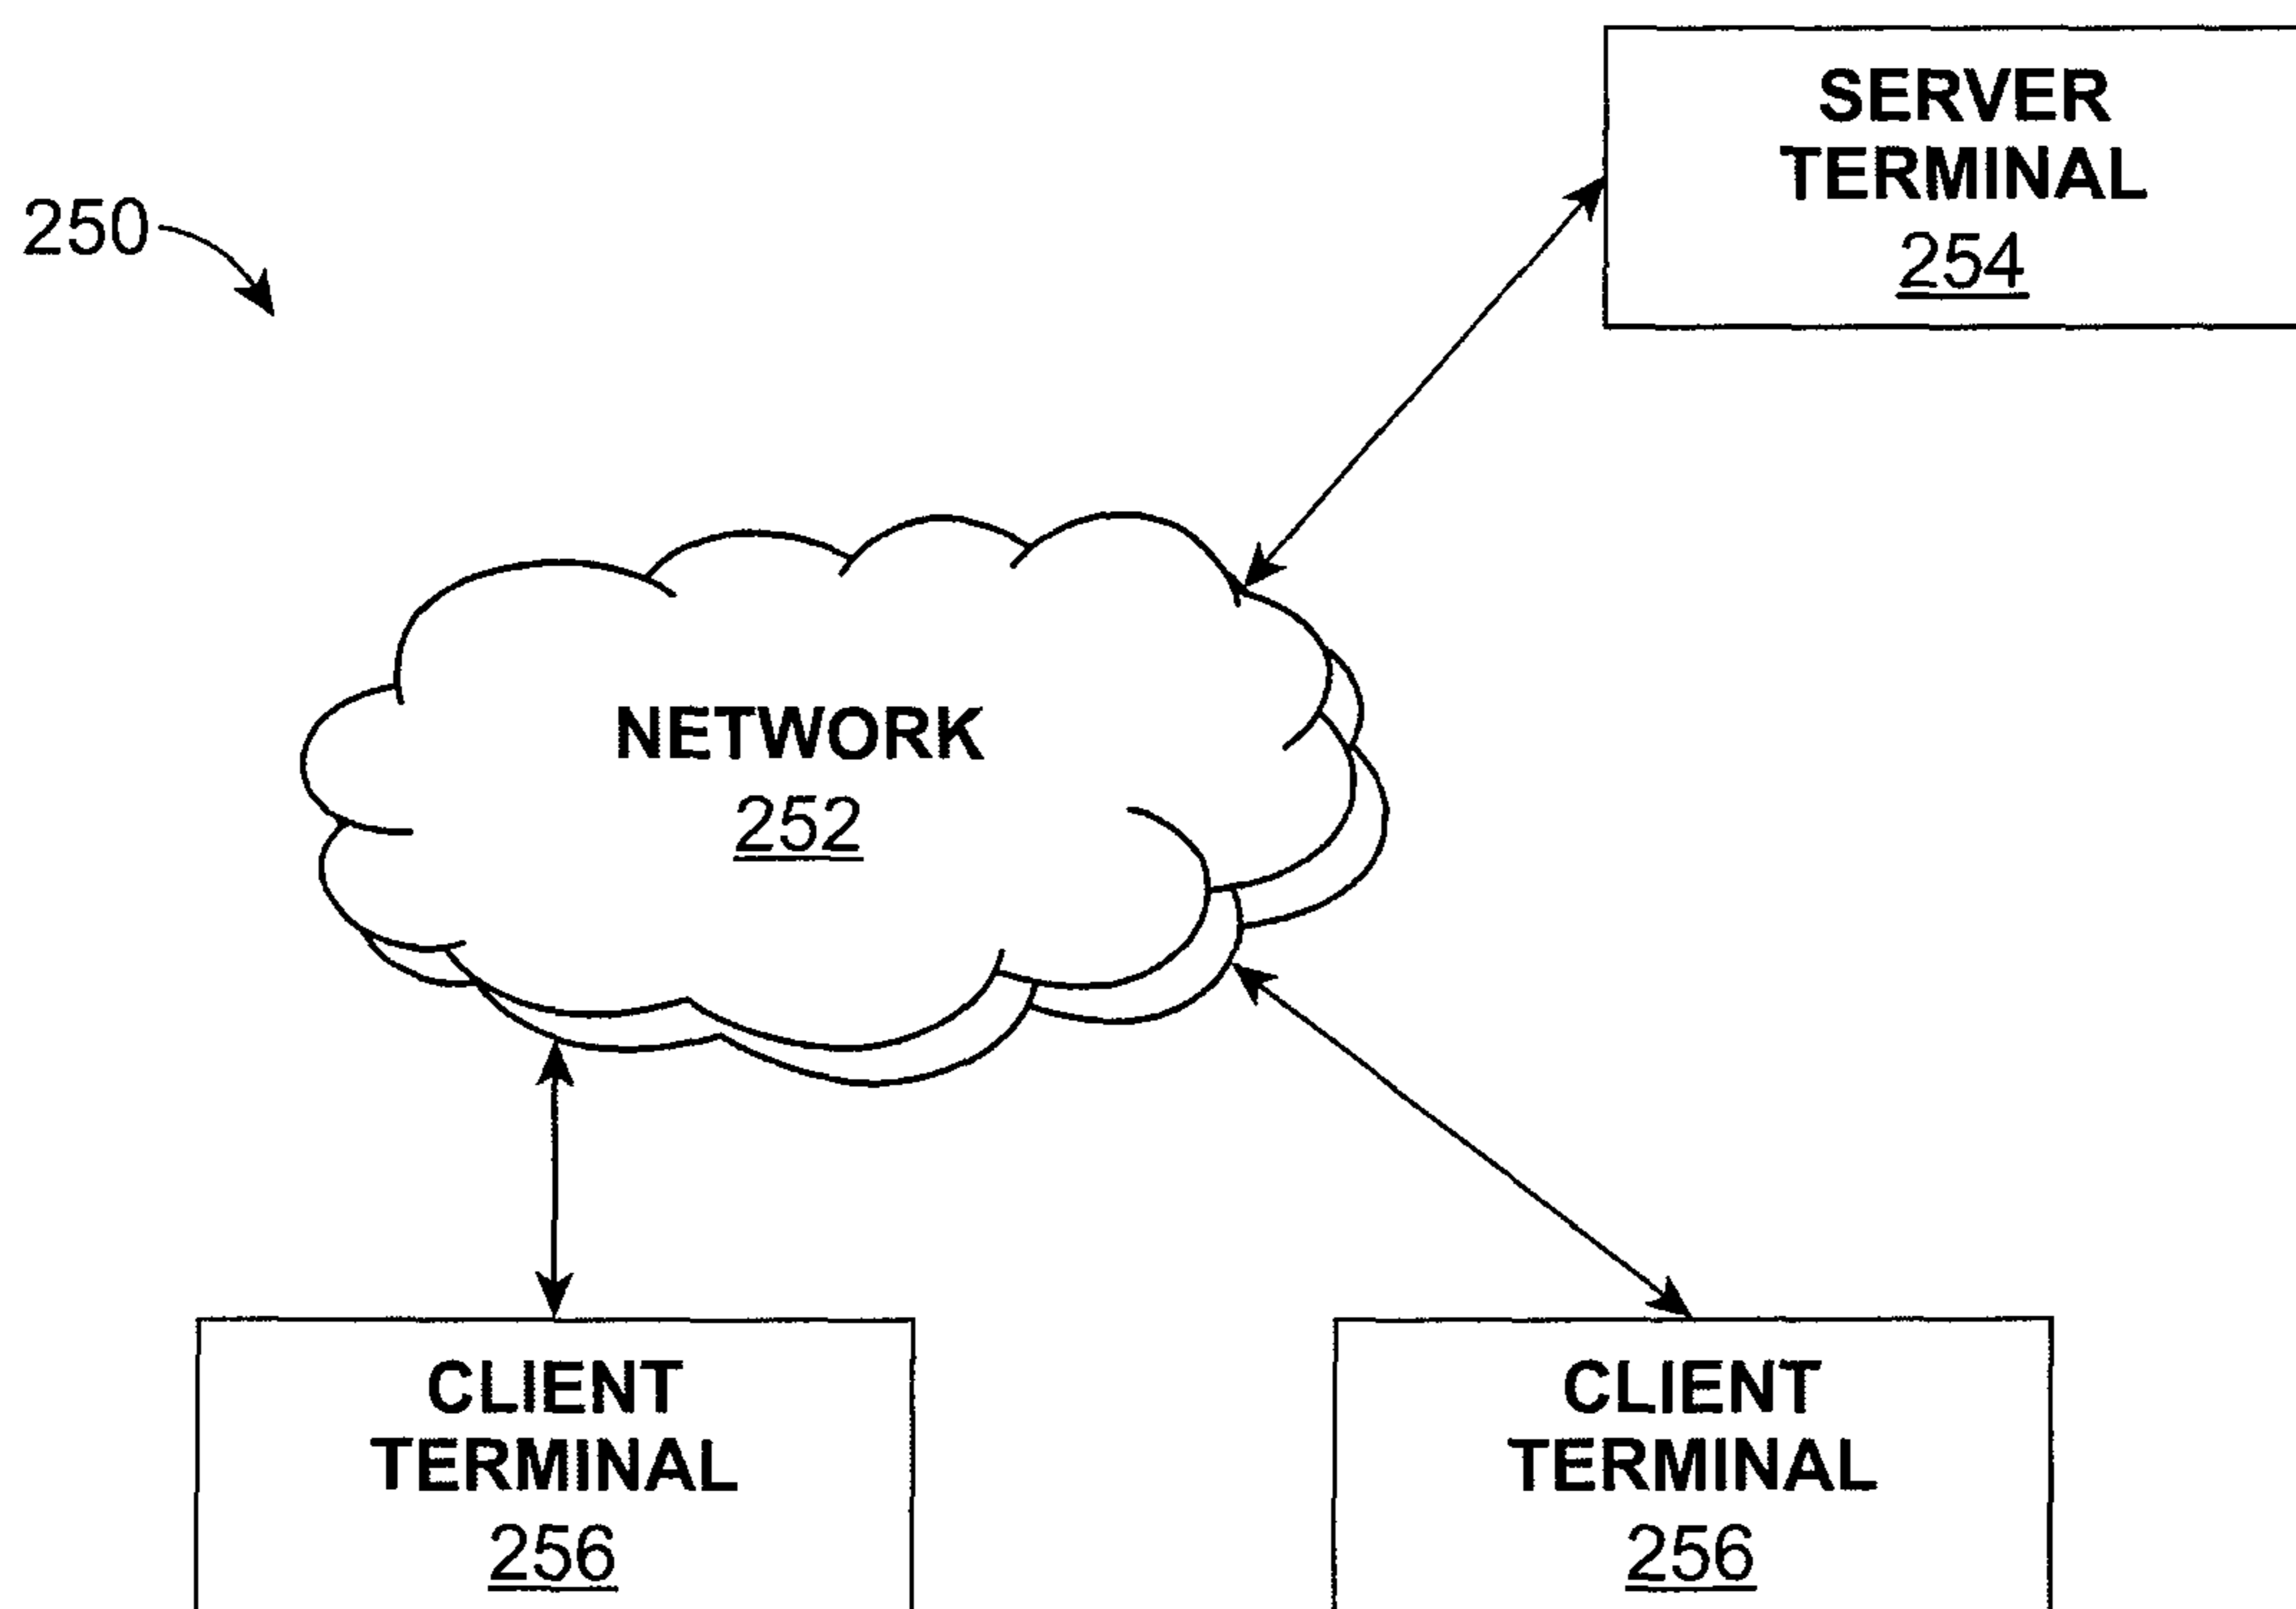 SERVER
TERMINAL
254
250
NETWORK
252
CLIENT
TERMINAL
256
CLIENT
TERMINAL
256